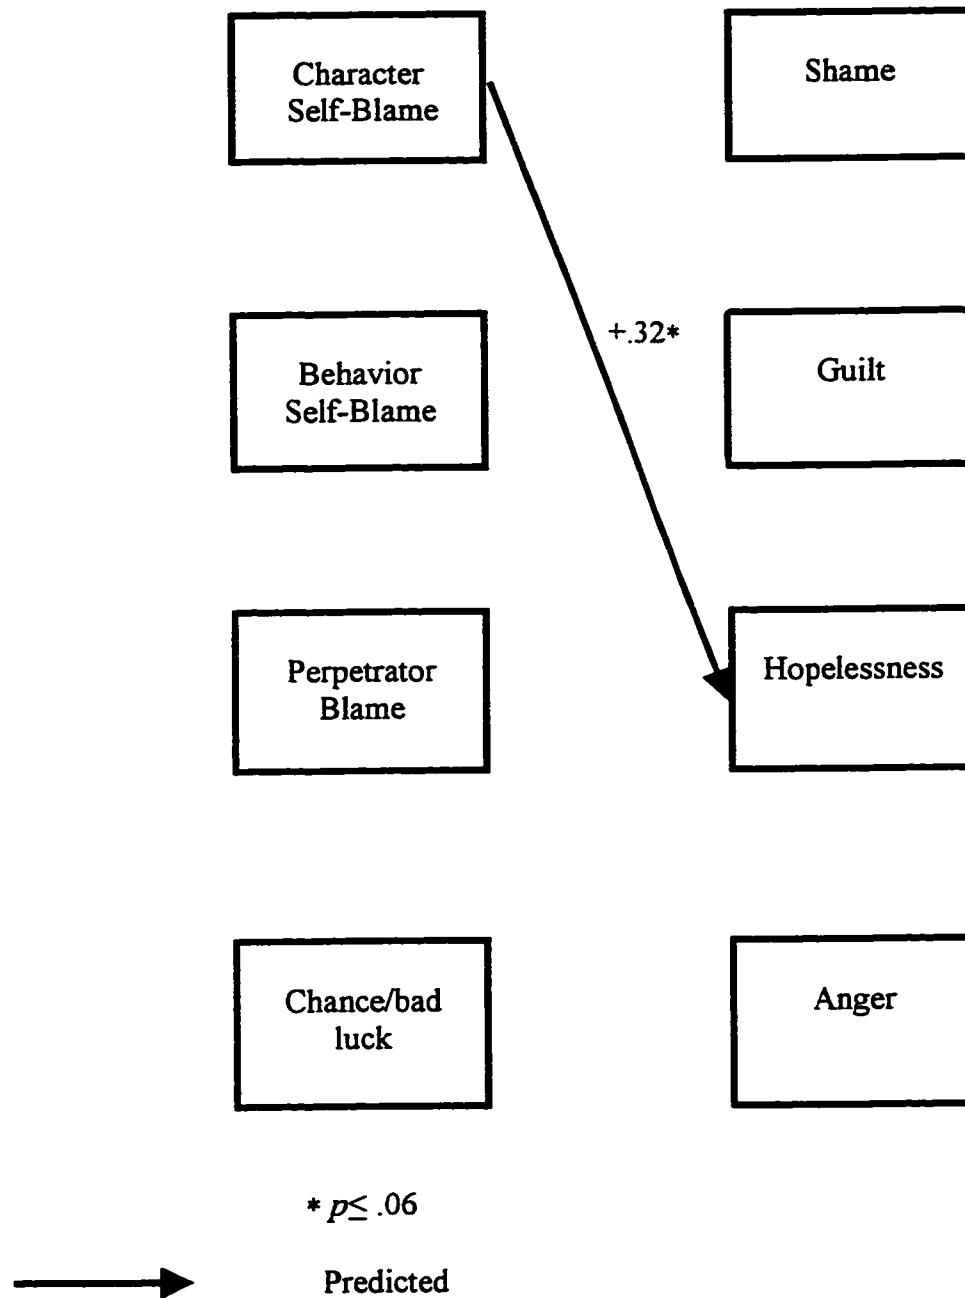 Character
Self-Blame
Shame
+.32*
Behavior
Self-Blame
Guilt
Perpetrator
Blame
Hopelessness
Chance/bad
luck
Anger
* p≤ .06
Predicted